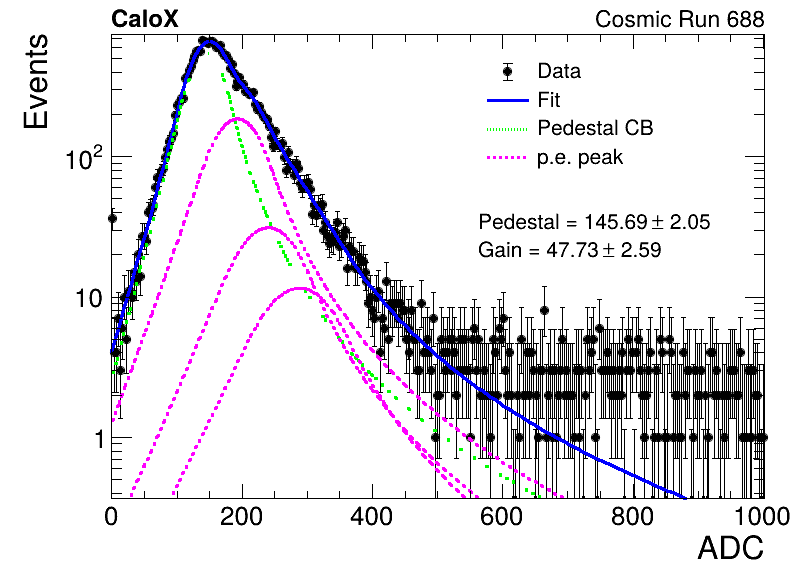 CaloX Cosmic Run 688
Events
Data
Fit
Pedestal CB
p.e. peak
Pedestal = 145.69 ± 2.05
Gain = 47.73 ± 2.59
10²
10
1
0 200 400 600 800 1000
ADC